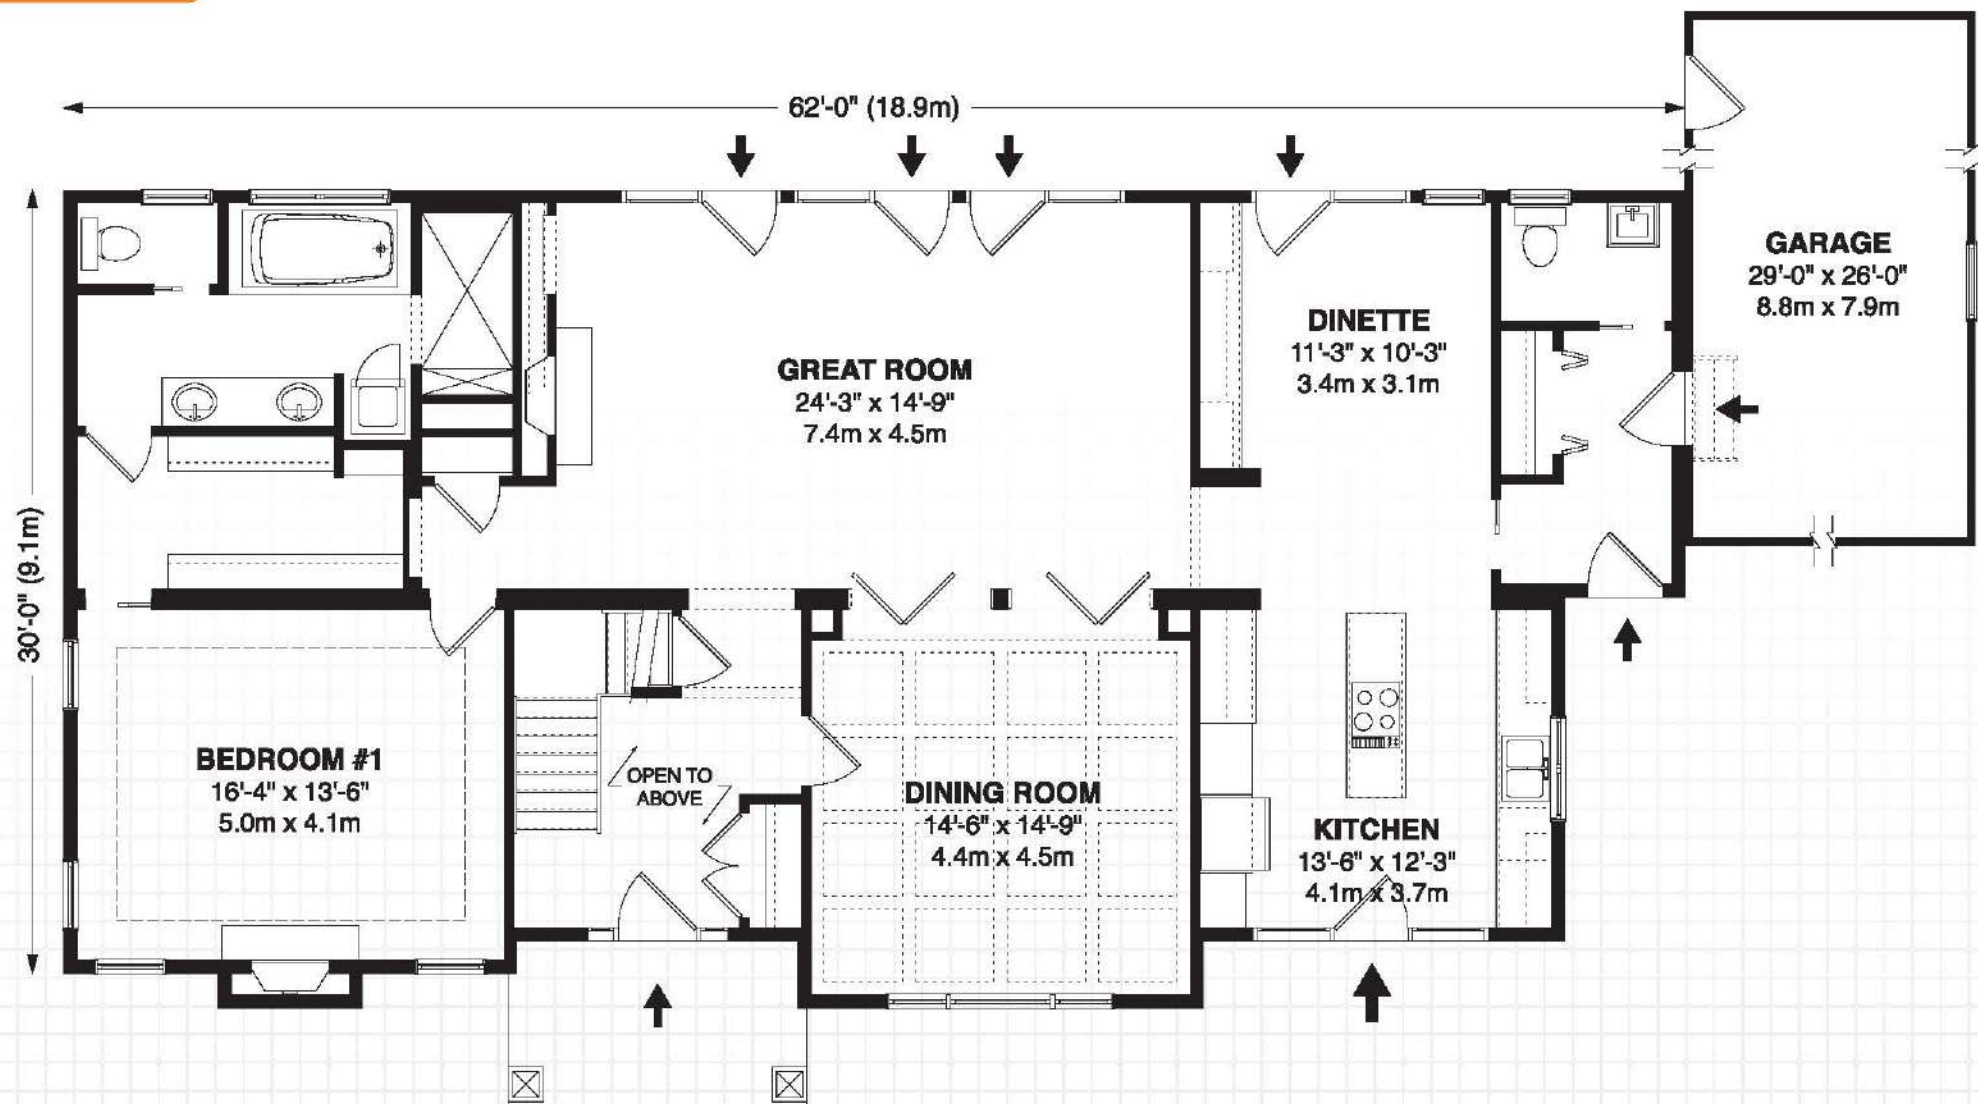 62'-0" (18.9m)
30'-0" (9.1m)
GARAGE
29'-0" x 26'-0"
8.8m x 7.9m
DINETTE
11'-3" x 10'-3"
3.4m x 3.1m
GREAT ROOM
24'-3" x 14'-9"
7.4m x 4.5m
BEDROOM #1
16'-4" x 13'-6"
5.0m x 4.1m
OPEN TO
ABOVE
DINING ROOM
14'-6" x 14'-9"
4.4m x 4.5m
KITCHEN
13'-6" x 12'-3"
4.1m x 3.7m